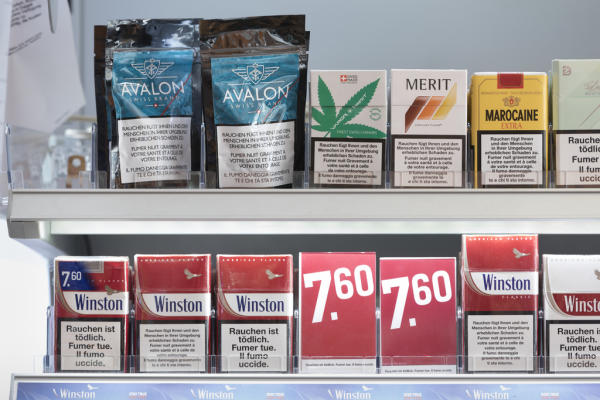 AVALON
SWISS BRAND
RAUCHEN FÜGT IHNEN UND
DEN MENSCHEN IN IHRER
UMGEBUNG ERHEBLICHEN
SCHADEN ZU.
FUMER NUIT GRAVEMENT
À VOTRE SANTÉ ET À CELLE DE
VOTRE ENTOURAGE.
IL FUMO DANEGGIA GRAVEMENTE
TE E CHI TA STA INTORNO.
AVALON
SWISS BRAND
RAUCHEN FÜGT IHNEN UND DEN
MENSCHEN IN IHRER UMGEBUNG
ERHEBLICHEN SCHADEN ZU.
FUMER NUIT GRAVEMENT À
VOTRE SANTÉ ET À CELLE DE
VOTRE ENTOURAGE.
IL FUMO DANEGGIA GRAVEMENTE
TE E CHI TA STA INTORNO.
Rauchen fügt Ihnen und den
Menschen in Ihrer Umgebung
erheblichen Schaden zu.
Fumer nuit gravement
à votre santé et à celle
de votre entourage.
Il fumo danneggia gravemente
te e chi ti sta intorno.
MERIT
Rauchen fügt Ihnen und den
Menschen in Ihrer Umgebung
erheblichen Schaden zu.
Fumer nuit gravement
à votre santé et à celle
de votre entourage.
Il fumo danneggia gravemente
te e chi ti sta intorno.
MAROCAINE
EXTRA
Rauchen fügt Ihnen und den
Menschen in Ihrer Umgebung
erheblichen Schaden zu.
Fumer nuit gravement
à votre santé et à celle
de votre entourage.
Il fumo danneggia gravemente
te e chi ti sta intorno.
Rauchen
tödlich
Fumer
Il fumo
uccide
7.60
Winston
Rauchen ist
tödlich.
Fumer tue.
Il fumo
uccide.
Winston
Rauchen fügt Ihnen und den
Menschen in Ihrer Umgebung
erheblichen Schaden zu.
Fumer nuit gravement
à votre santé et à celle
de votre entourage.
Il fumo danneggia gravemente
te e chi ti sta intorno.
Winston
Rauchen ist
tödlich.
Fumer tue.
Il fumo
uccide.
7.60
7.60
AMERICAN FLAVOR
Winston
CLASSIC
Rauchen fügt Ihnen und den
Menschen in Ihrer Umgebung
erheblichen Schaden zu.
Fumer nuit gravement
à votre santé et à celle
de votre entourage.
Il fumo danneggia gravemente
te e chi ti sta intorno.
Winsto
Rauchen ist
tödlich.
Fumer tue.
Il fumo
uccide.
Winston
Winston
Winston
Winston